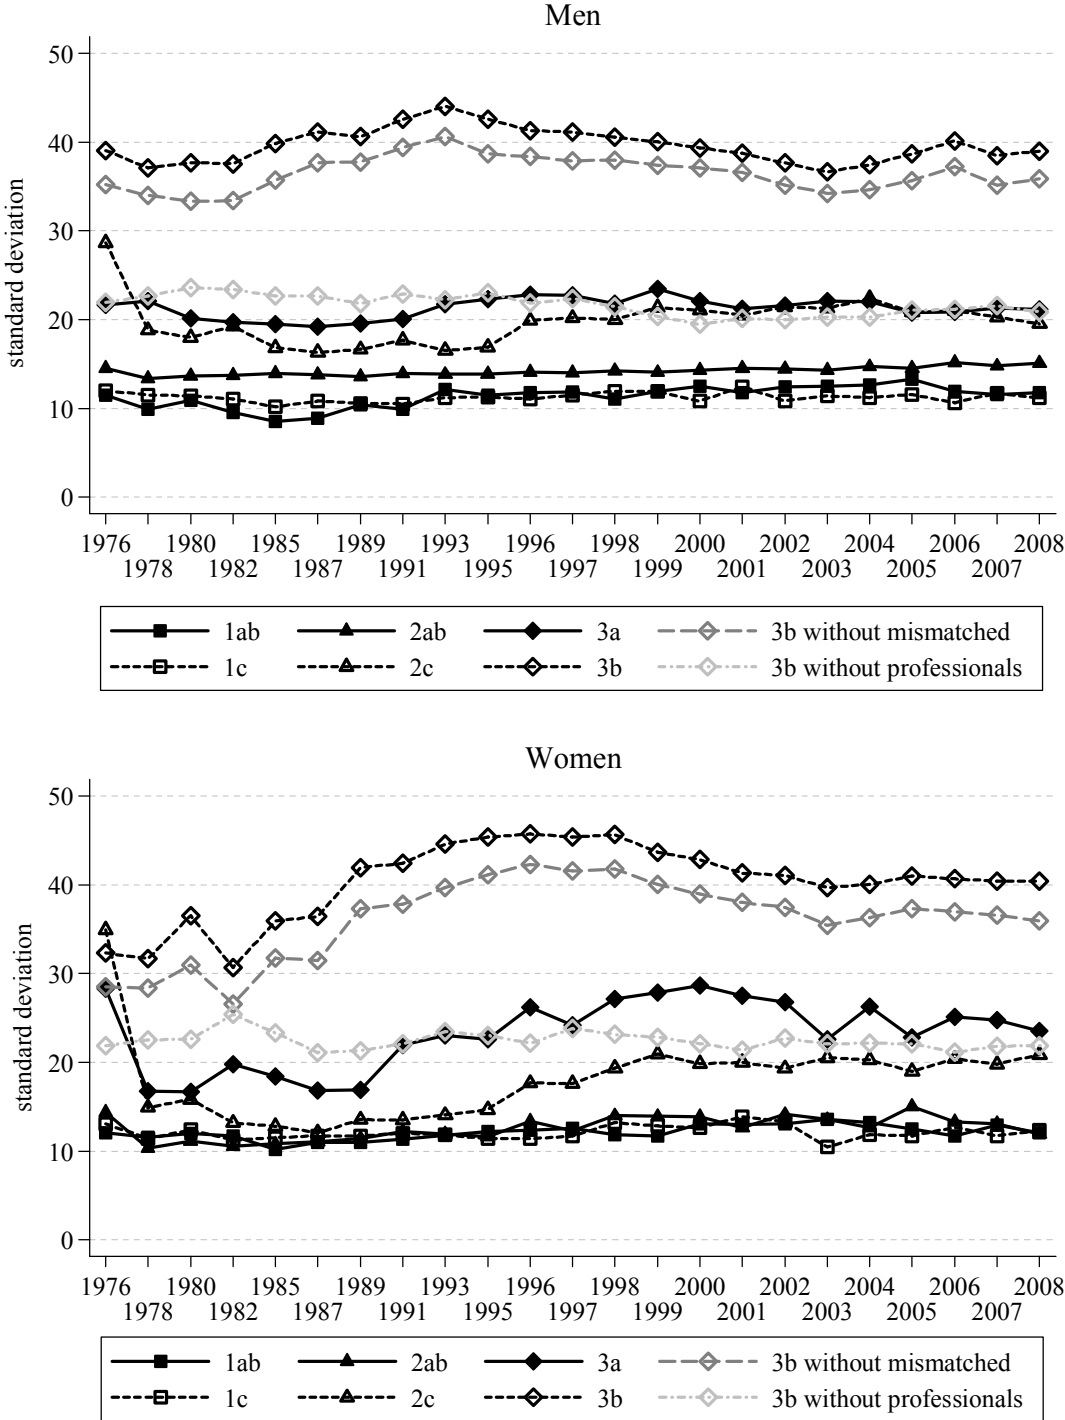 Men
50
40
30
20
10
0
standard deviation
1976 1980 1982 1985 1987 1989 1991 1993 1995 1996 1997 1998 1999 2000 2001 2002 2003 2004 2005 2006 2007 2008
1978
1ab 2ab 3a 3b without mismatched
1c 2c 3b 3b without professionals
Women
50
40
30
20
10
0
standard deviation
1976 1980 1982 1985 1987 1989 1991 1993 1995 1996 1997 1998 1999 2000 2001 2002 2003 2004 2005 2006 2007 2008
1978
1ab 2ab 3a 3b without mismatched
1c 2c 3b 3b without professionals